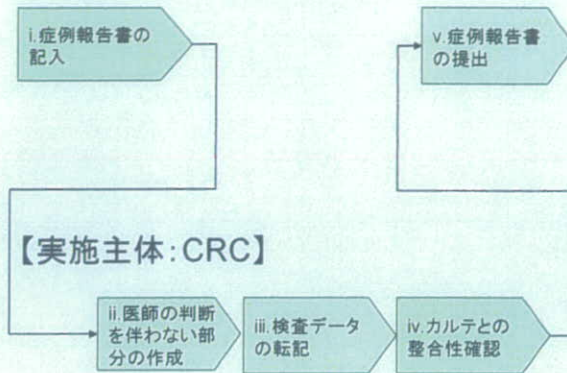 i.症例報告書の
記入
v.症例報告書
の提出
【実施主体:CRC】
ii.医師の判断
を伴わない部
分の作成
iii.検査データ
の転記
iv.カルテとの
整合性確認